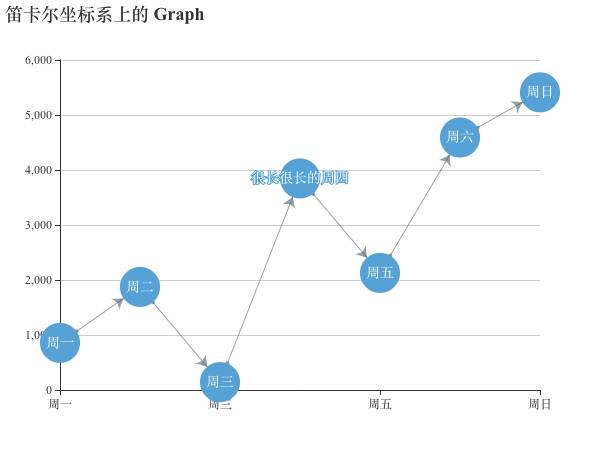 笛卡尔坐标系上的 Graph
6,000
周日
5,000
周六
4,000
很长很长的周四
3,000
周五
2,000
周二
1,000
周一
周三
0
周一
周三
周五
周日